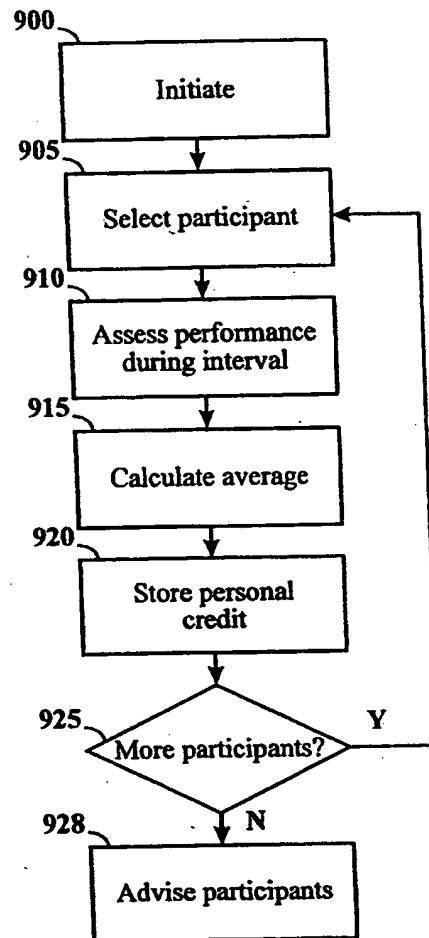 900
Initiate
905
Select participant
910
Assess performance
during interval
915
Calculate average
920
Store personal
credit
925
More participants?
Y
N
928
Advise participants